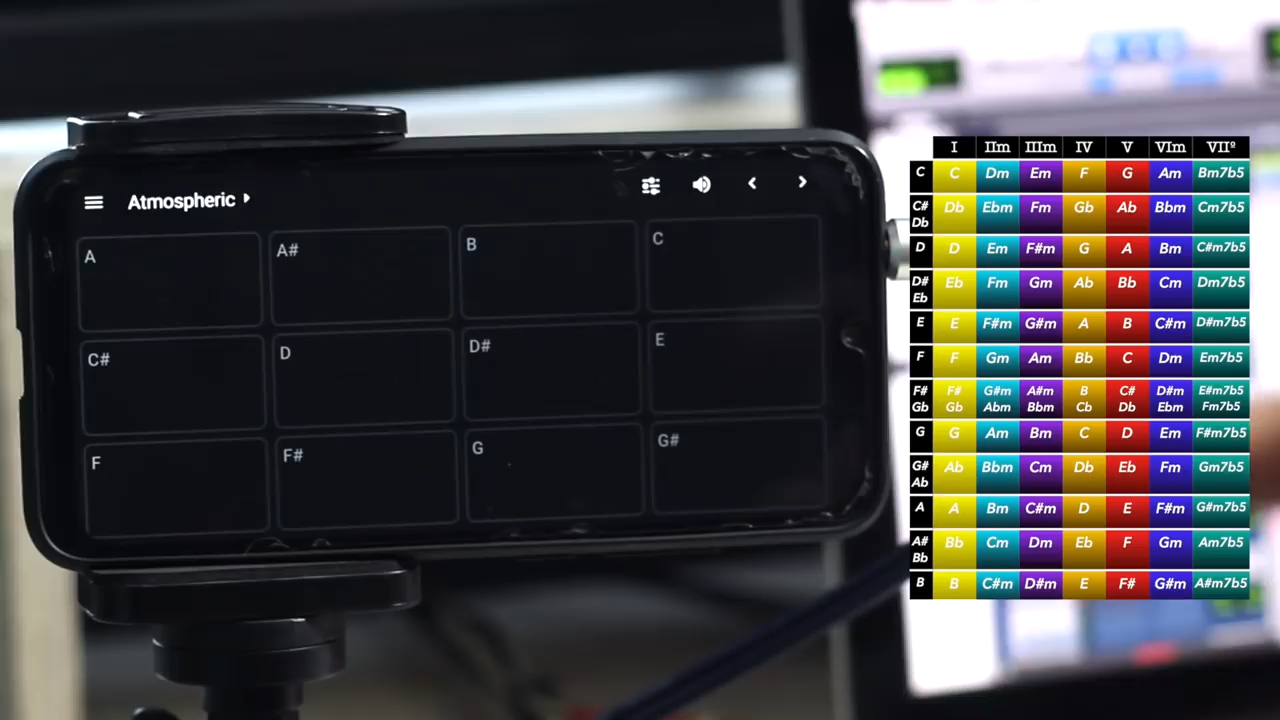 Atmospheric
A A# B C
C# D D# E
F F# G G#
I IIm IIIm IV V VIm VIIº
C C Dm Em F G Am Bm7b5
C# Db Ebm Fm Gb Ab Bbm Cm7b5
Db
D D Em F#m G A Bm C#m7b5
D# Eb Fm Gm Ab Bb Cm Dm7b5
Eb
E E F#m G#m A B C#m D#m7b5
F F Gm Am Bb C Dm Em7b5
F# F# G#m A#m B C# D#m E#m7b5
Gb Gb Abm Bbm Cb Db Ebm Fm7b5
G G Am Bm C D Em F#m7b5
G# Ab Bbm Cm Db Eb Fm Gm7b5
Ab
A A Bm C#m D E F#m G#m7b5
A# Bb Cm Dm Eb F Gm Am7b5
Bb
B B C#m D#m E F# G#m A#m7b5